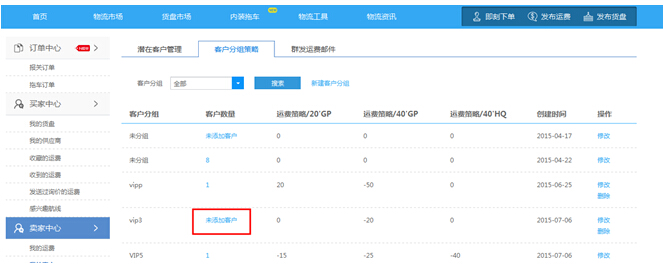 首页 物流市场 货盘市场 内装拖车 物流工具 物流资讯 即刻下单 发布运费 发布货盘
订单中心 NEW
报关订单
拖车订单
买家中心
我的货盘
我的供应商
收藏的运费
收到的运费
发送过询价的运费
感兴趣航线
卖家中心
我的运费
潜在客户管理 客户分组策略 群发运费邮件
客户分组 全部 搜索 新建客户分组
客户分组 客户数量 运费策略/20'GP 运费策略/40'GP 运费策略/40'HQ 创建时间 操作
未分组 未添加客户 0 0 0 2015-04-17 修改
未分组 8 0 0 0 2015-04-22 修改
vipp 1 20 -50 0 2015-06-25 修改
删除
vip3 未添加客户 0 -20 0 2015-07-06 修改
删除
VIP5 1 -15 -25 -40 2015-07-06 修改